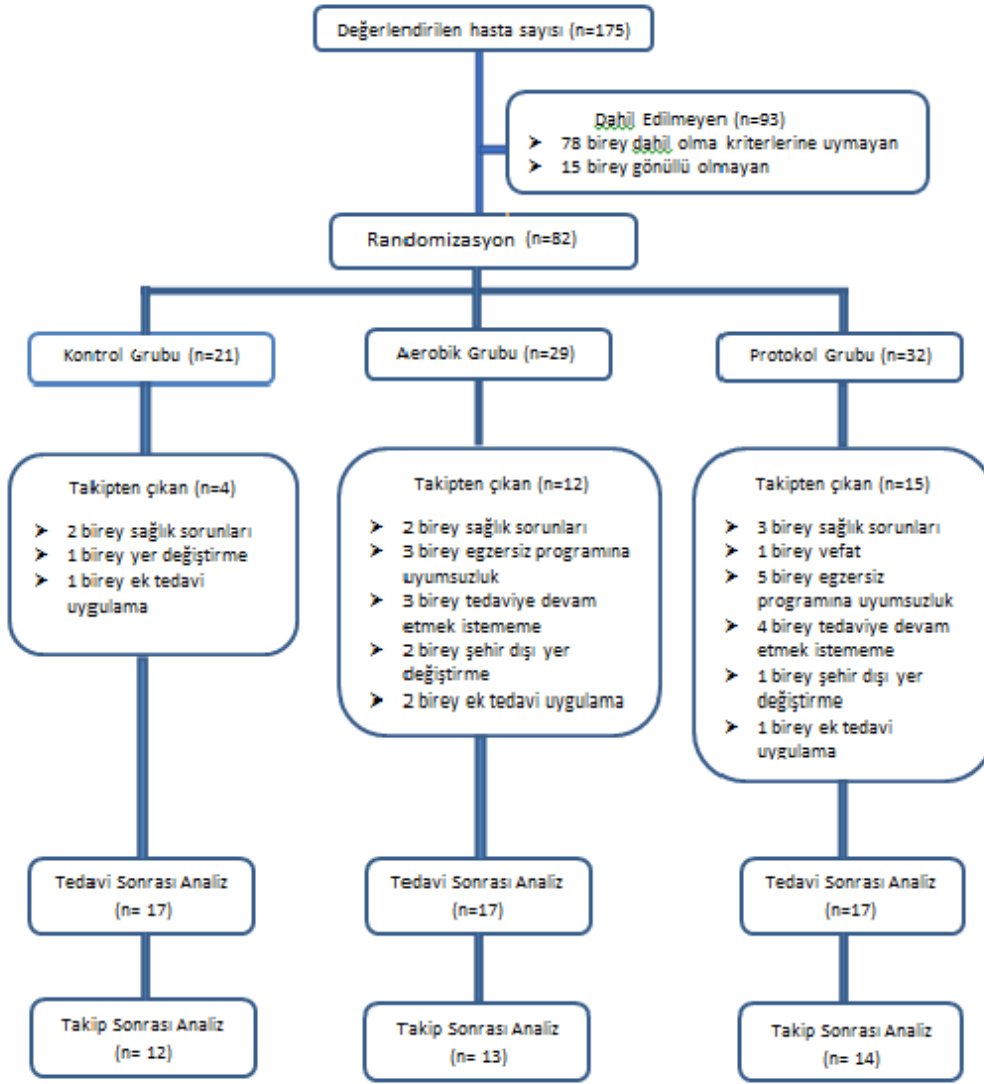 Değerlendirilen hasta sayısı (n=175)
Dahil Edilmeyen (n=93)
➤ 78 birey dahil olma kriterlerine uymayan
➤ 15 birey gönüllü olmayan
Randomizasyon (n=82)
Kontrol Grubu (n=21)
Aerobik Grubu (n=29)
Protokol Grubu (n=32)
Takipten çıkan (n=4)
➤ 2 birey sağlık sorunları
➤ 1 birey yer değiştirme
➤ 1 birey ek tedavi
uygulama
Takipten çıkan (n=12)
➤ 2 birey sağlık sorunları
➤ 3 birey egzersiz programına
uyumsuzluk
➤ 3 birey tedaviye devam
etmek istememe
➤ 2 birey şehir dışı yer
değiştirme
➤ 2 birey ek tedavi uygulama
Takipten çıkan (n=15)
➤ 3 birey sağlık sorunları
➤ 1 birey vefat
➤ 5 birey egzersiz
programına uyumsuzluk
➤ 4 birey tedaviye devam
etmek istememe
➤ 1 birey şehir dışı yer
değiştirme
➤ 1 birey ek tedavi
uygulama
Tedavi Sonrası Analiz
(n= 17)
Tedavi Sonrası Analiz
(n=17)
Tedavi Sonrası Analiz
(n=17)
Takip Sonrası Analiz
(n= 12)
Takip Sonrası Analiz
(n= 13)
Takip Sonrası Analiz
(n= 14)